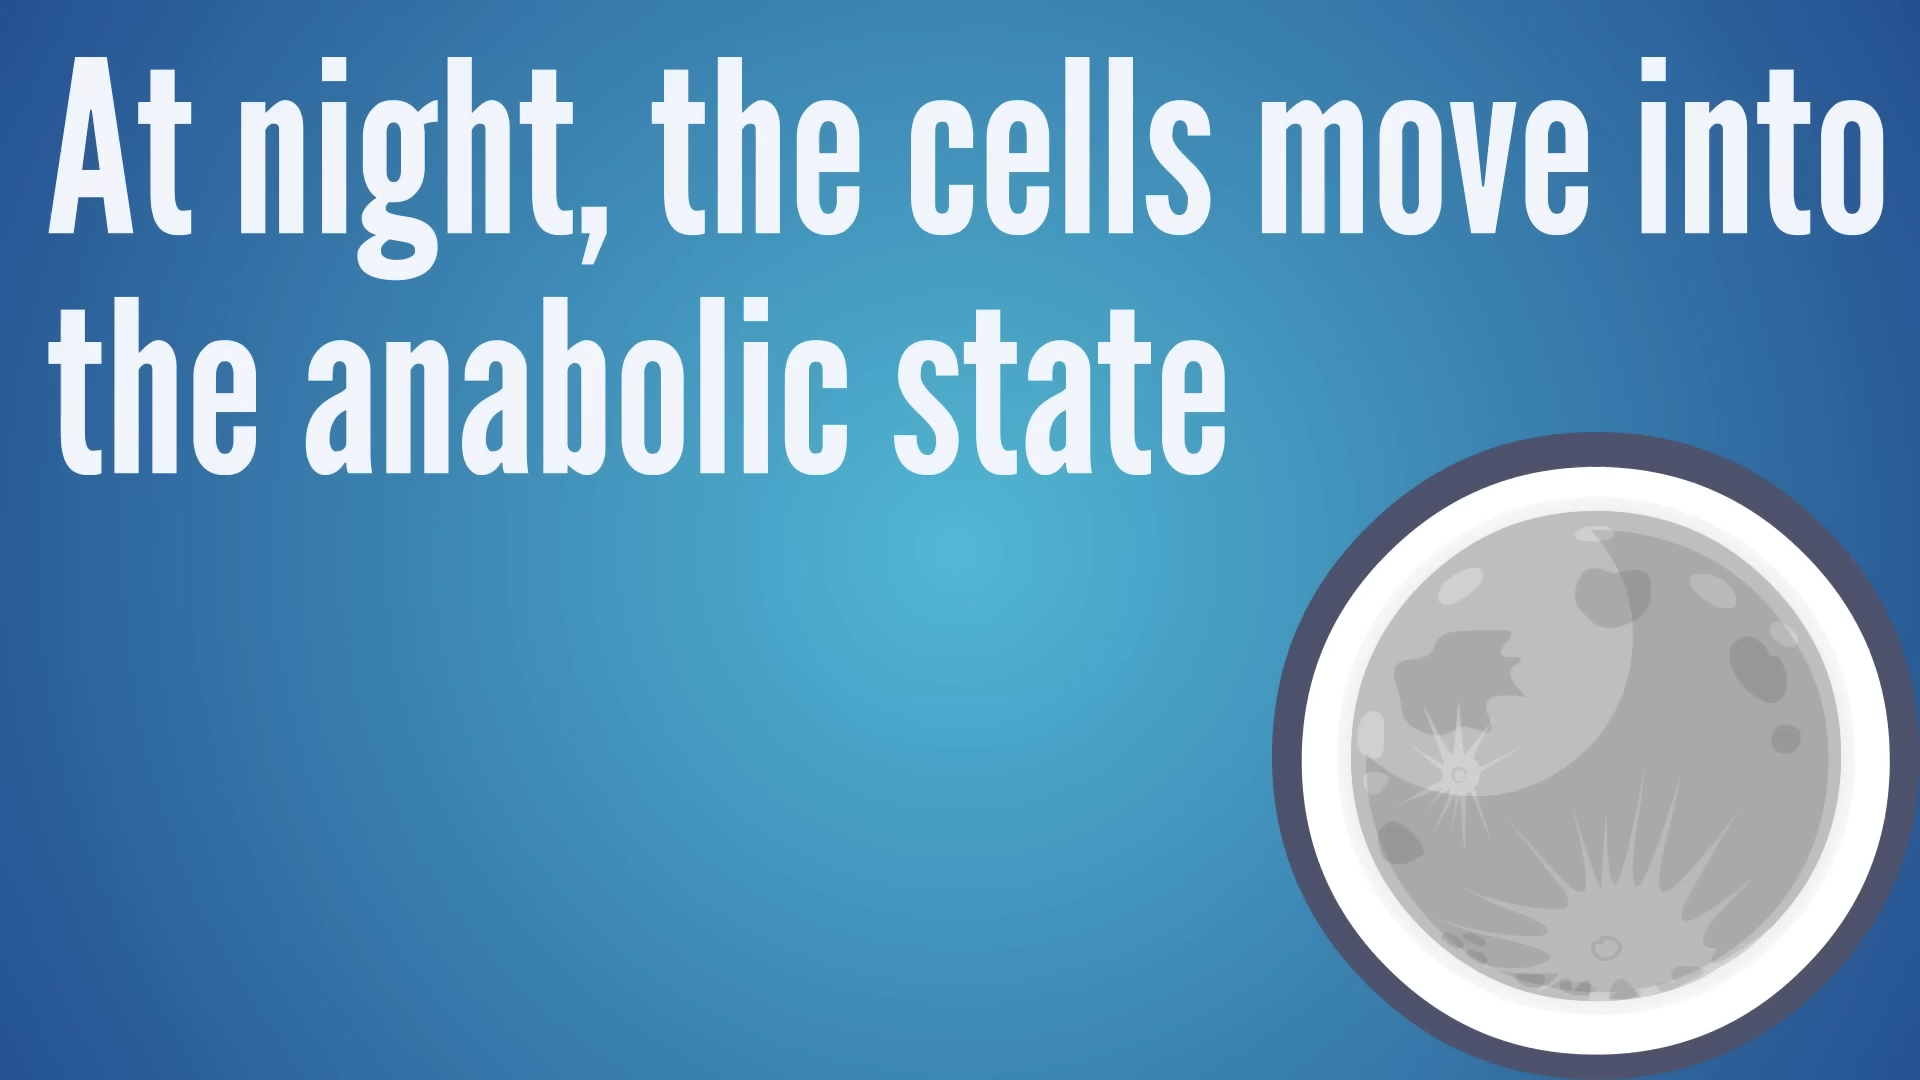 At night, the cells move into
the anabolic state